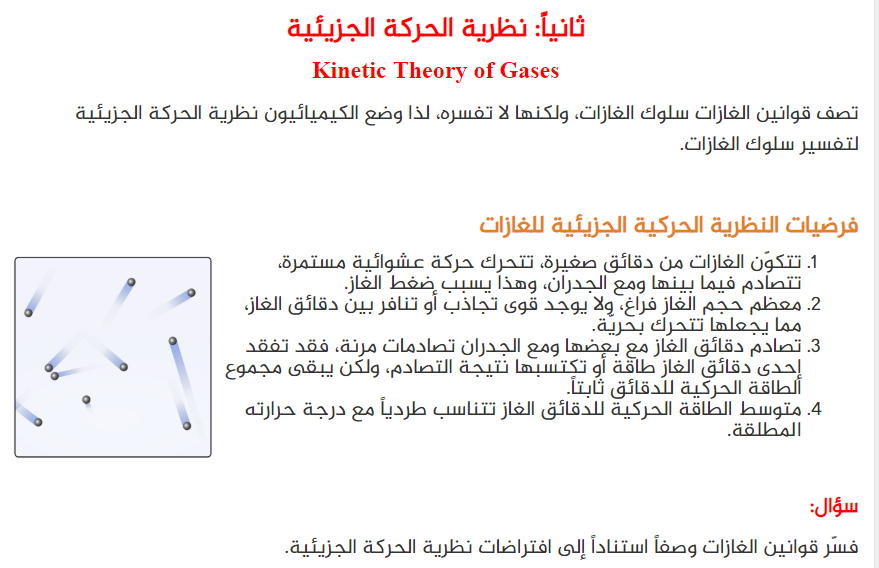 ثانياً: نظرية الحركة الجزيئية
Kinetic Theory of Gases
تصف قوانين الغازات سلوك الغازات، ولكنها لا تفسره، لذا وضع الكيميائيون نظرية الحركة الجزيئية
لتفسير سلوك الغازات.
فرضيات النظرية الحركية الجزيئية للغازات
1. تتكوّن الغازات من دقائق صغيرة، تتحرك حركة عشوائية مستمرة،
تتصادم فيما بينها ومع الجدران، وهذا يسبب ضغط الغاز.
2. معظم حجم الغاز فراغ، ولا يوجد قوى تجاذب أو تنافر بين دقائق الغاز،
مما يجعلها تتحرك بحريّة.
3. تصادم دقائق الغاز مع بعضها ومع الجدران تصادمات مرنة، فقد تفقد
إحدى دقائق الغاز طاقة أو تكتسبها نتيجة التصادم، ولكن يبقى مجموع
الطاقة الحركية للدقائق ثابتاً.
4. متوسط الطاقة الحركية للدقائق الغاز تتناسب طردياً مع درجة حرارته
المطلقة.
سؤال:
فسّر قوانين الغازات وصفاً استناداً إلى افتراضات نظرية الحركة الجزيئية.